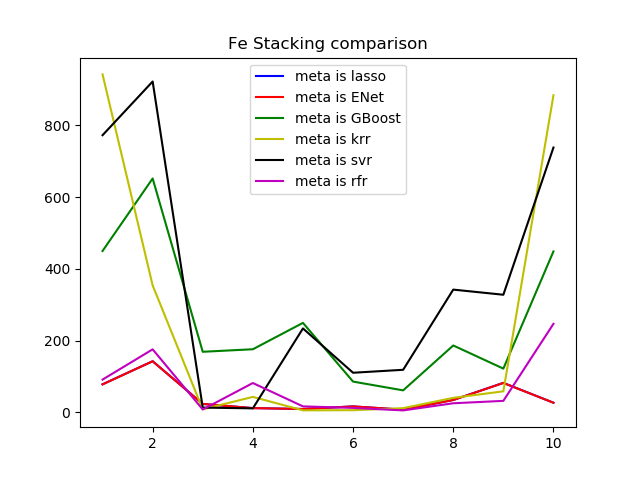 Fe Stacking comparison
meta is lasso
meta is ENet
meta is GBoost
meta is krr
meta is svr
meta is rfr
800
600
400
200
0
2 4 6 8 10